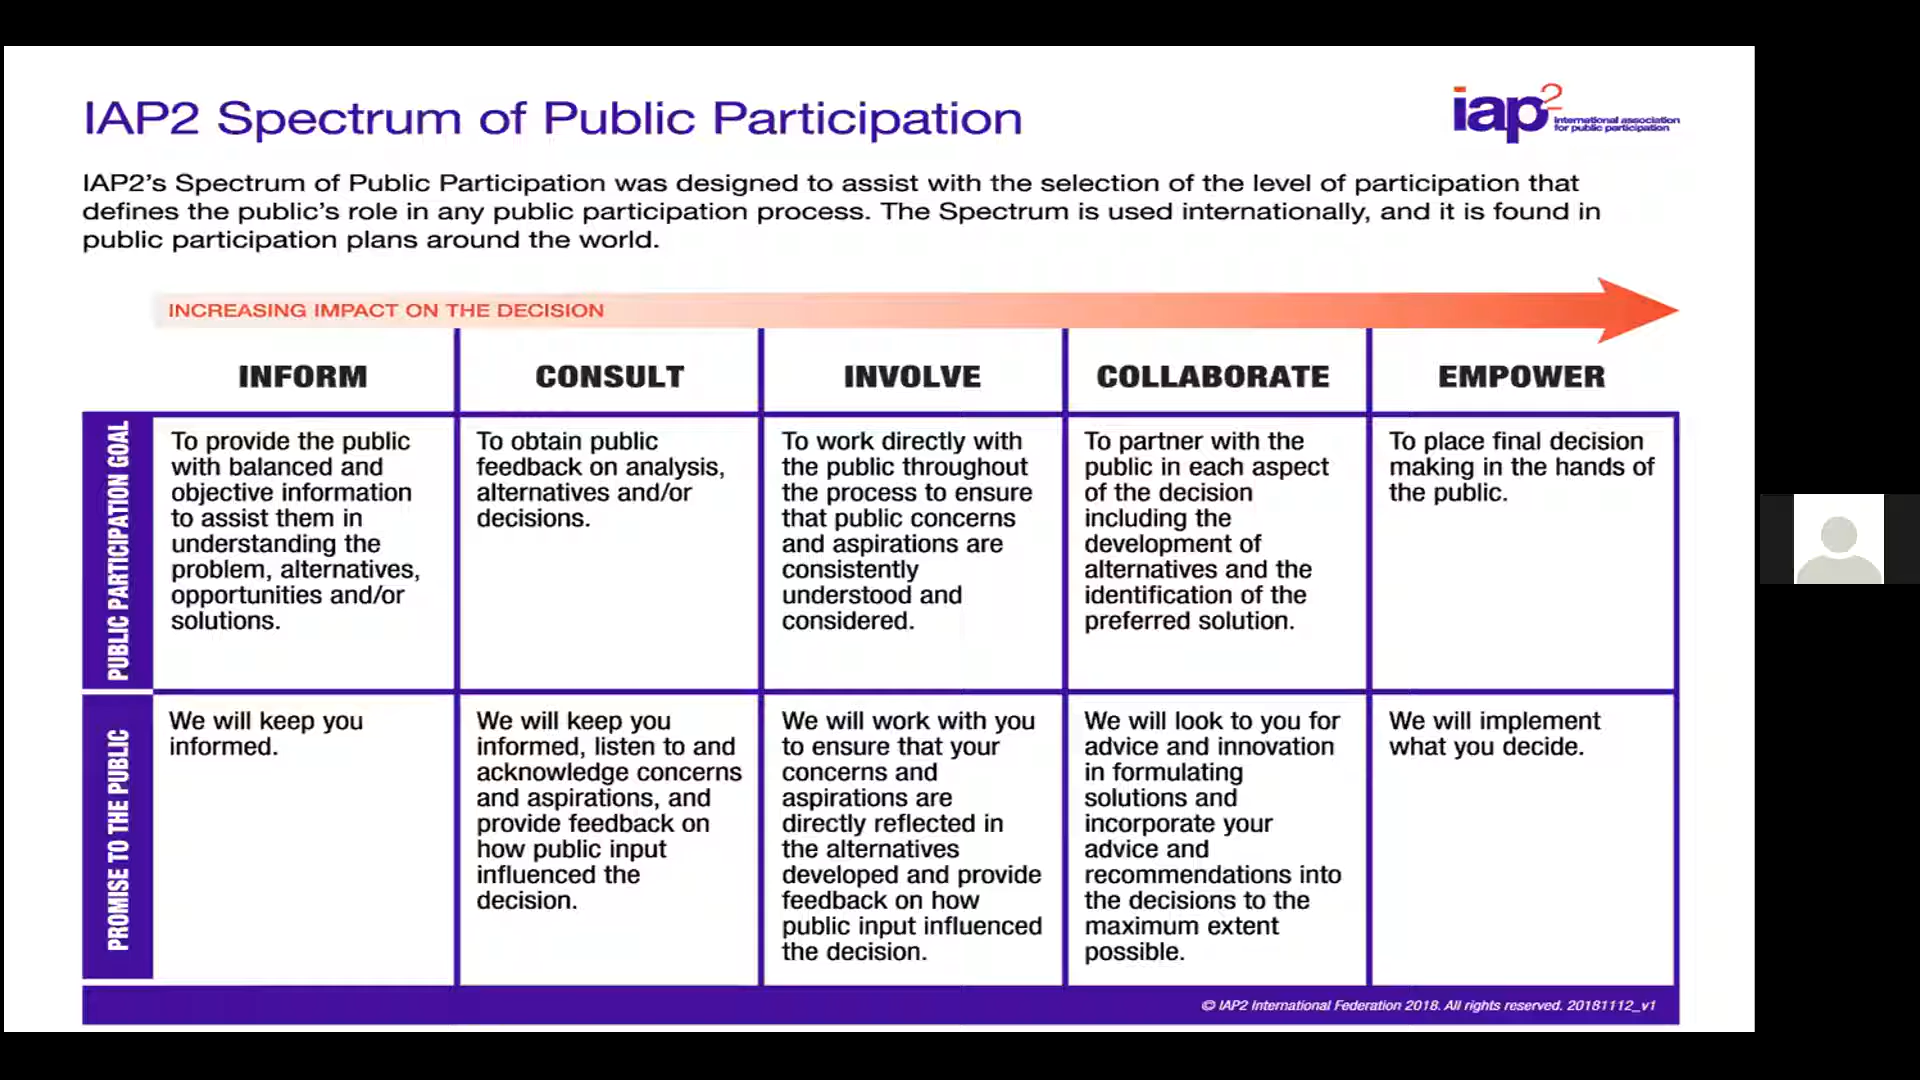 IAP2 Spectrum of Public Participation
iap2
international association
for public participation
IAP2's Spectrum of Public Participation was designed to assist with the selection of the level of participation that
defines the public's role in any public participation process. The Spectrum is used internationally, and it is found in
public participation plans around the world.
INCREASING IMPACT ON THE DECISION
INFORM
CONSULT
INVOLVE
COLLABORATE
EMPOWER
PUBLIC PARTICIPATION GOAL
To provide the public
with balanced and
objective information
to assist them in
understanding the
problem, alternatives,
opportunities and/or
solutions.
To obtain public
feedback on analysis,
alternatives and/or
decisions.
To work directly with
the public throughout
the process to ensure
that public concerns
and aspirations are
consistently
understood and
considered.
To partner with the
public in each aspect
of the decision
including the
development of
alternatives and the
identification of the
preferred solution.
To place final decision
making in the hands of
the public.
PROMISE TO THE PUBLIC
We will keep you
informed.
We will keep you
informed, listen to and
acknowledge concerns
and aspirations, and
provide feedback on
how public input
influenced the
decision.
We will work with you
to ensure that your
concerns and
aspirations are
directly reflected in
the alternatives
developed and provide
feedback on how
public input influenced
the decision.
We will look to you for
advice and innovation
in formulating
solutions and
incorporate your
advice and
recommendations into
the decisions to the
maximum extent
possible.
We will implement
what you decide.
© IAP2 International Federation 2018. All rights reserved. 20181112_v1